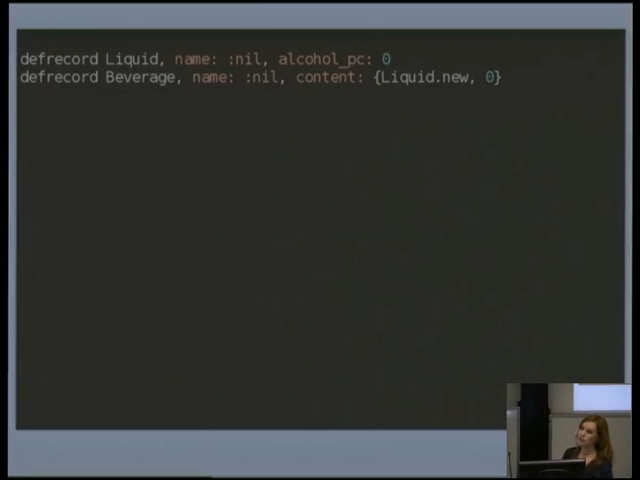 defrecord Liquid, name: :nil, alcohol_pc: 0
defrecord Beverage, name: :nil, content: {Liquid.new, 0}